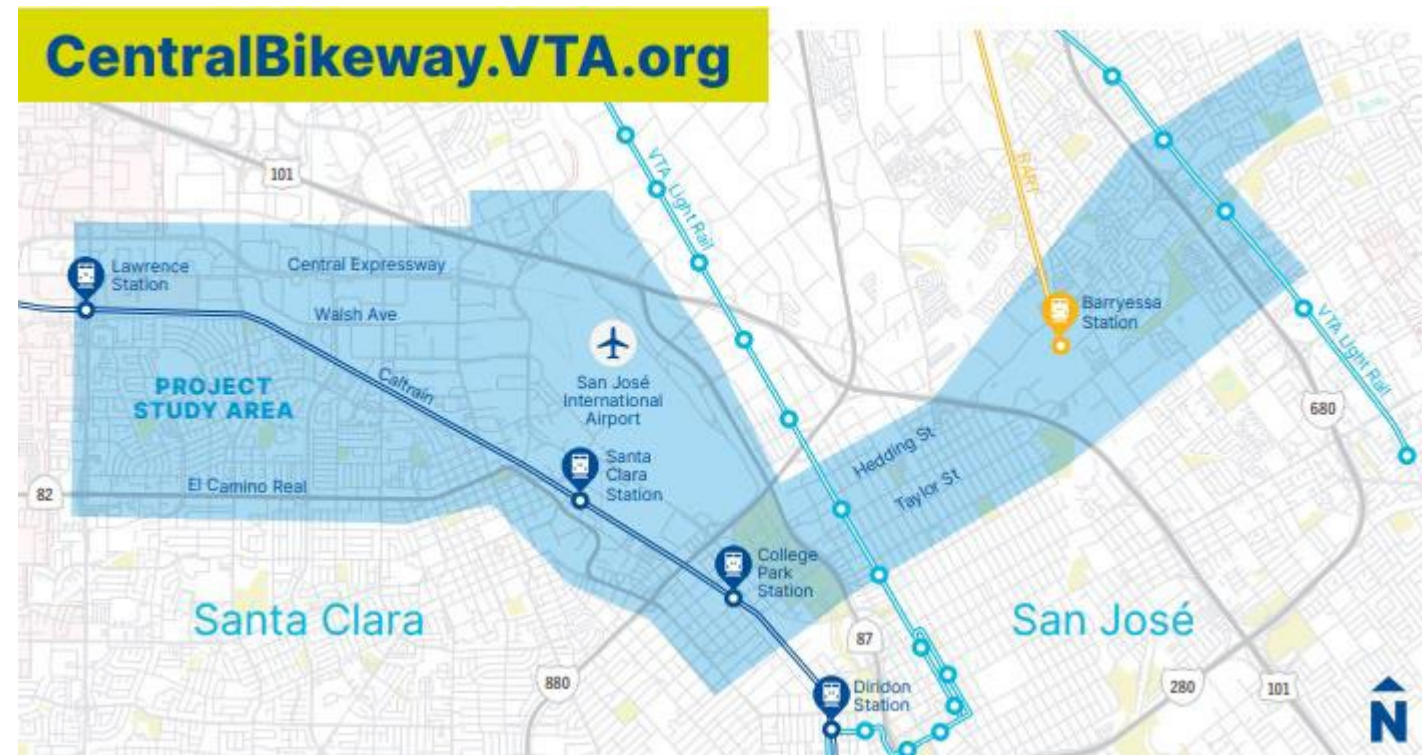 CentralBikeway.VTA.org
101
VTA Light Rail
BART
Lawrence
Station
Central Expressway
Walsh Ave
Barryessa
Station
VTA Light Rail
PROJECT
STUDY AREA
Caltrain
San José
International
Airport
680
Hedding St
Taylor St
Santa
Clara
Station
82
El Camino Real
College
Park
Station
Santa Clara
San José
87
880
Diridon
Station
280
101
N